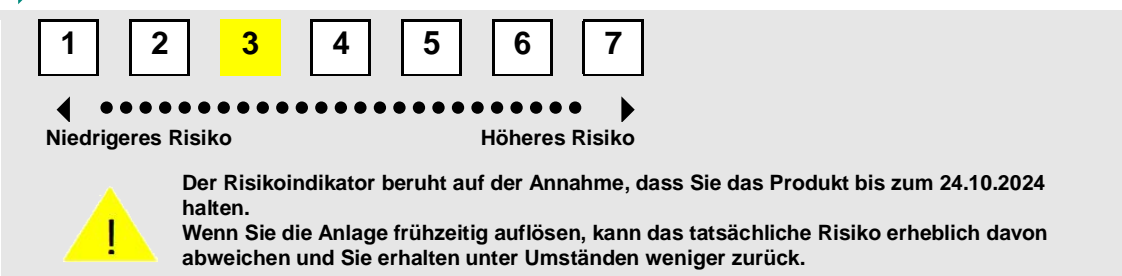 1 2 3 4 5 6 7
Niedrigeres Risiko Höheres Risiko
Der Risikoindikator beruht auf der Annahme, dass Sie das Produkt bis zum 24.10.2024
halten.
! Wenn Sie die Anlage frühzeitig auflösen, kann das tatsächliche Risiko erheblich davon
abweichen und Sie erhalten unter Umständen weniger zurück.